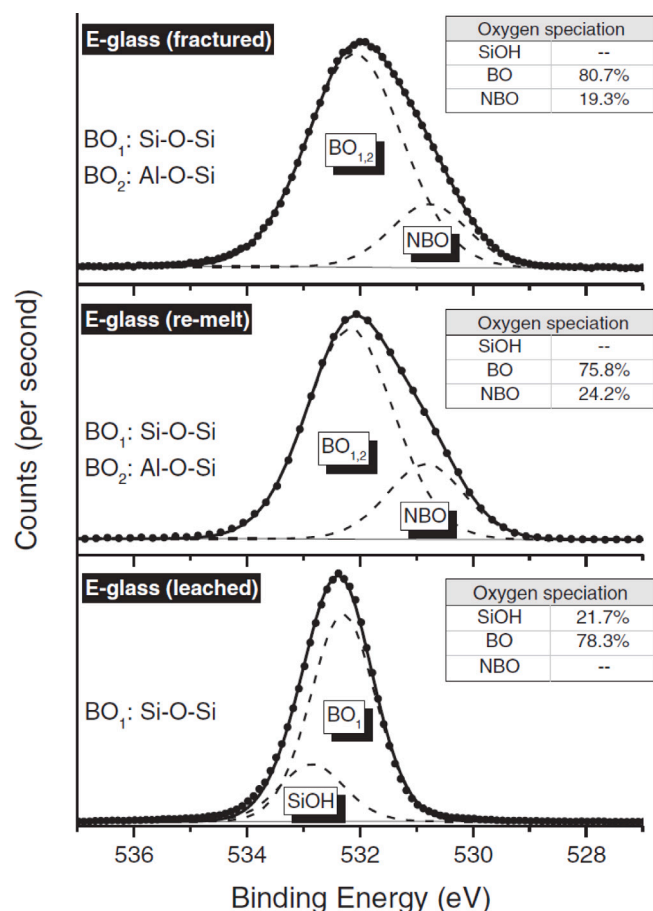 E-glass (fractured)
Oxygen speciation
SiOH --
BO 80.7%
NBO 19.3%
BO₁: Si-O-Si
BO₂: Al-O-Si
BO₁,₂
NBO
E-glass (re-melt)
Oxygen speciation
SiOH --
BO 75.8%
NBO 24.2%
BO₁: Si-O-Si
BO₂: Al-O-Si
BO₁,₂
NBO
E-glass (leached)
Oxygen speciation
SiOH 21.7%
BO 78.3%
NBO --
BO₁: Si-O-Si
BO₁
SiOH
Counts (per second)
536 534 532 530 528
Binding Energy (eV)